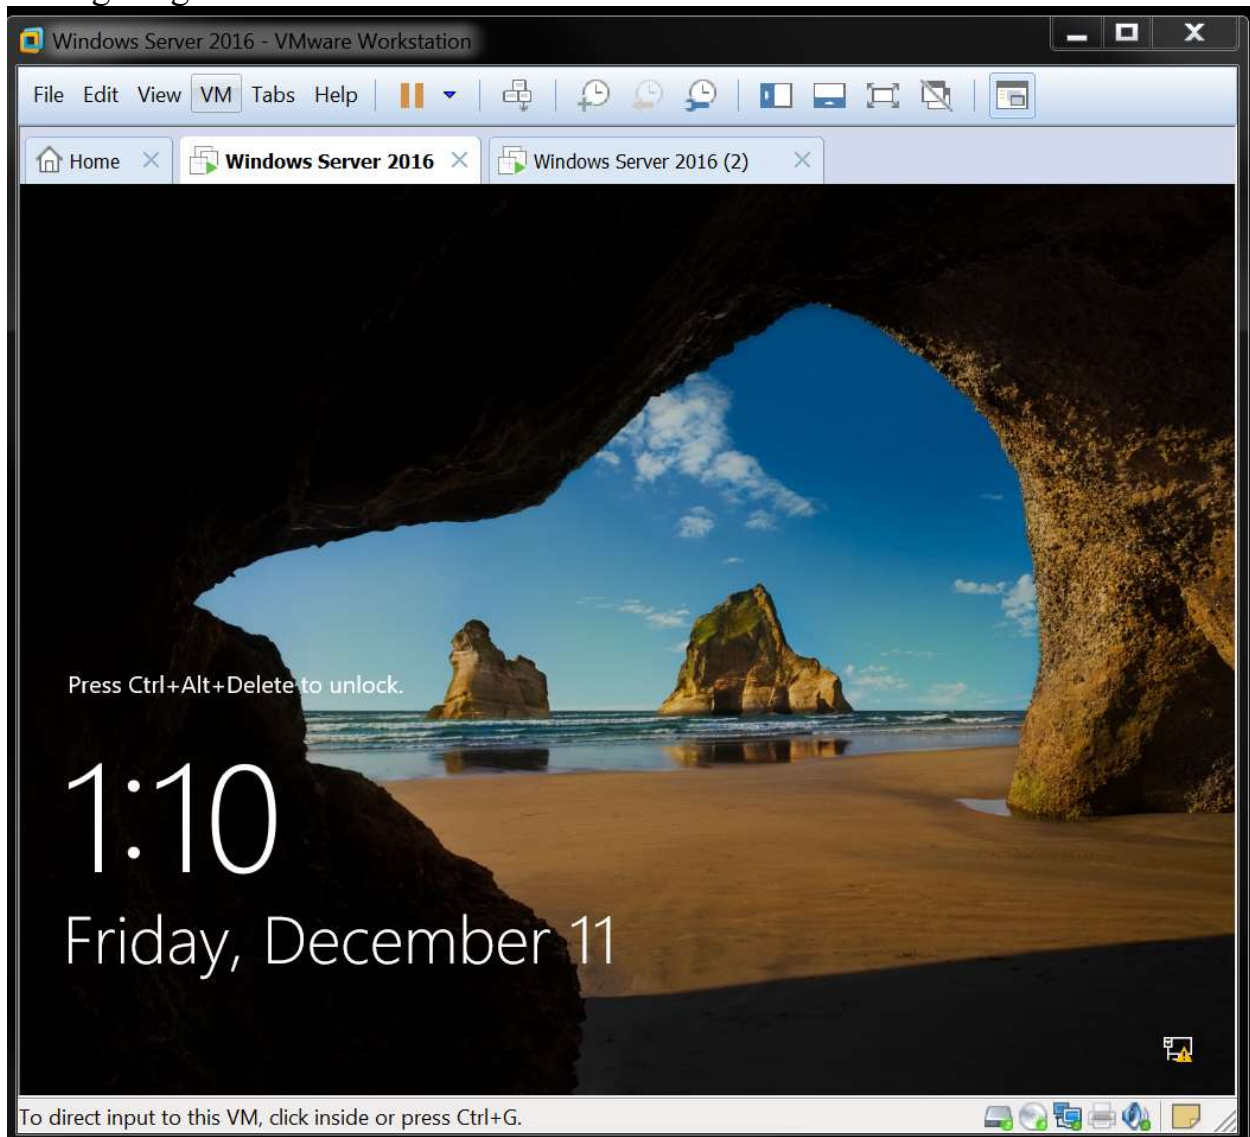 Windows Server 2016 - VMware Workstation
File Edit View VM Tabs Help
Home Windows Server 2016 Windows Server 2016 (2)
Press Ctrl+Alt+Delete to unlock.
1:10
Friday, December 11
To direct input to this VM, click inside or press Ctrl+G.